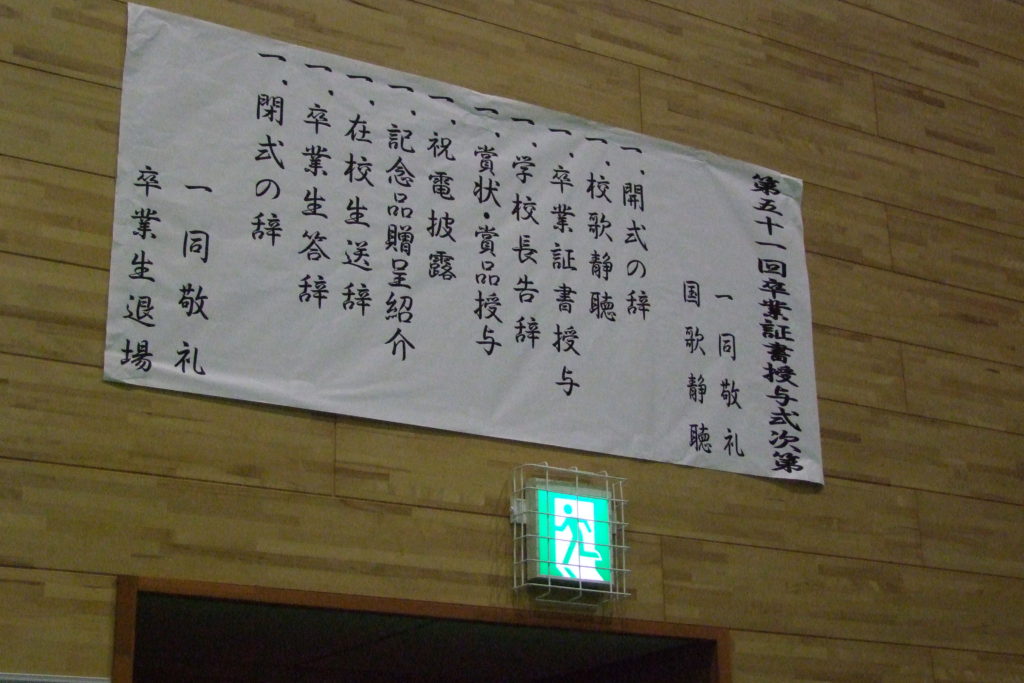 第五十一回卒業証書授与式次第
一同敬礼
国歌静聴
一、開式の辞
一、校歌静聴
一、卒業証書授与
一、学校長告辞
一、賞状・賞品授与
一、祝電披露
一、記念品贈呈紹介
一、在校生送辞
一、卒業生答辞
一、閉式の辞
一同敬礼
卒業生退場